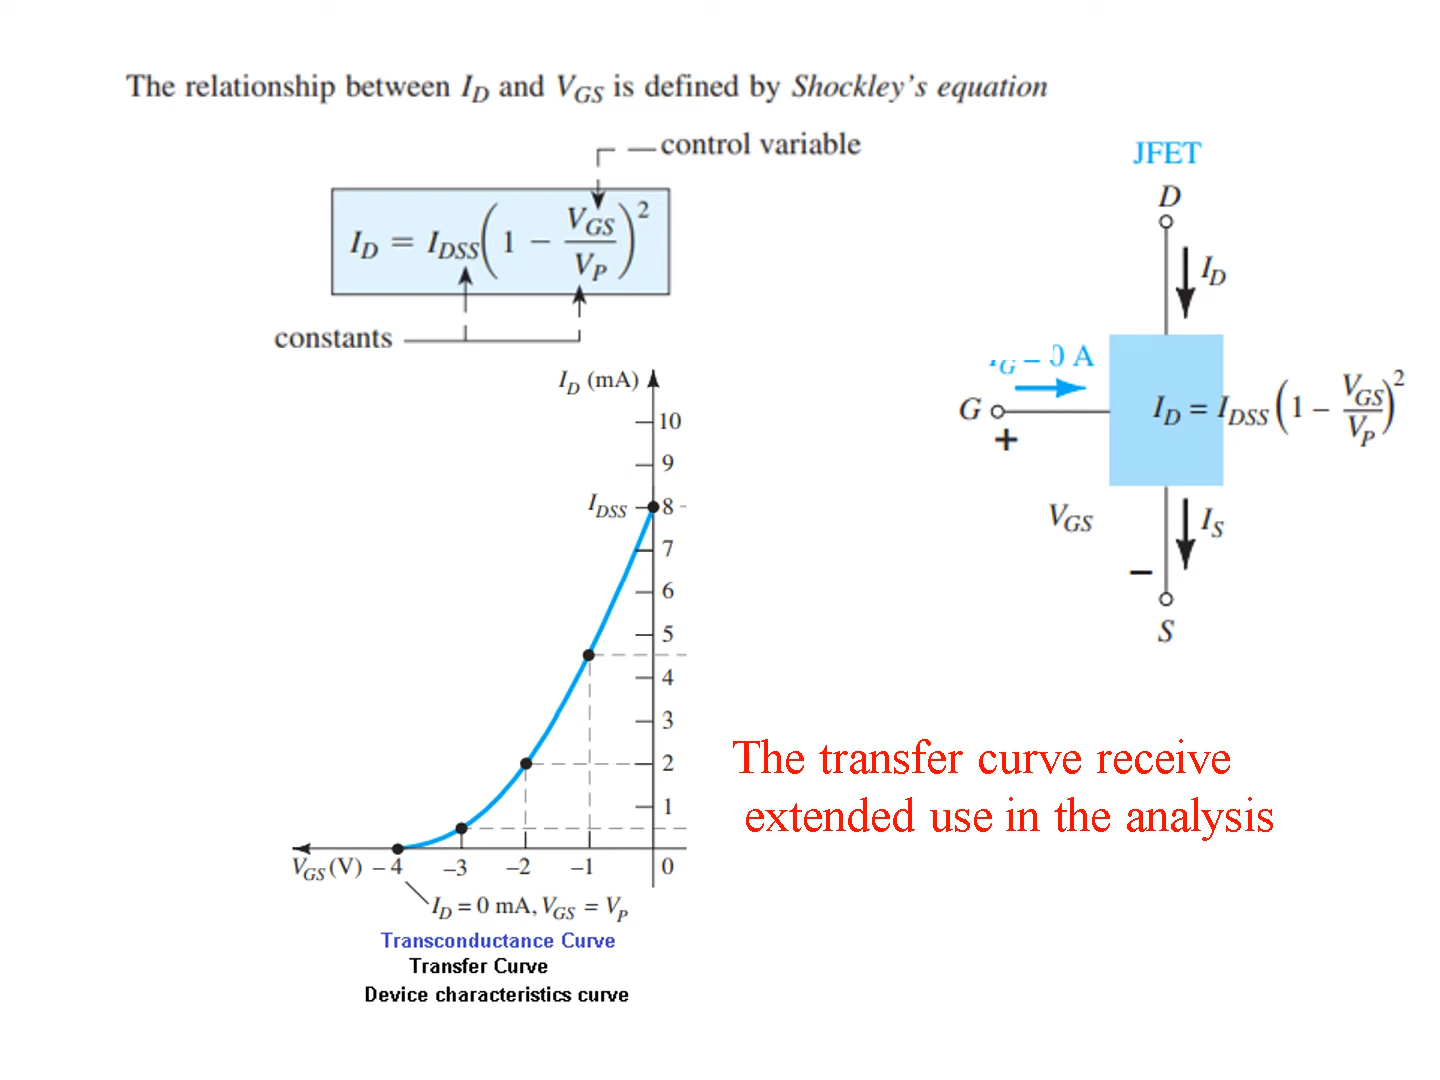 The relationship between I_D and V_GS is defined by Shockley's equation
control variable
I_D = I_DSS(1 − V_GS/V_P)^2
constants
I_D (mA)
10
9
I_DSS
8
7
6
5
4
3
2
1
V_GS (V)
−4
−3
−2
−1
0
I_D = 0 mA, V_GS = V_P
Transconductance Curve
Transfer Curve
Device characteristics curve
JFET
D
I_D
G = 0 A
G
+
I_D = I_DSS(1 − V_GS/V_P)^2
V_GS
I_S
−
S
The transfer curve receive
extended use in the analysis